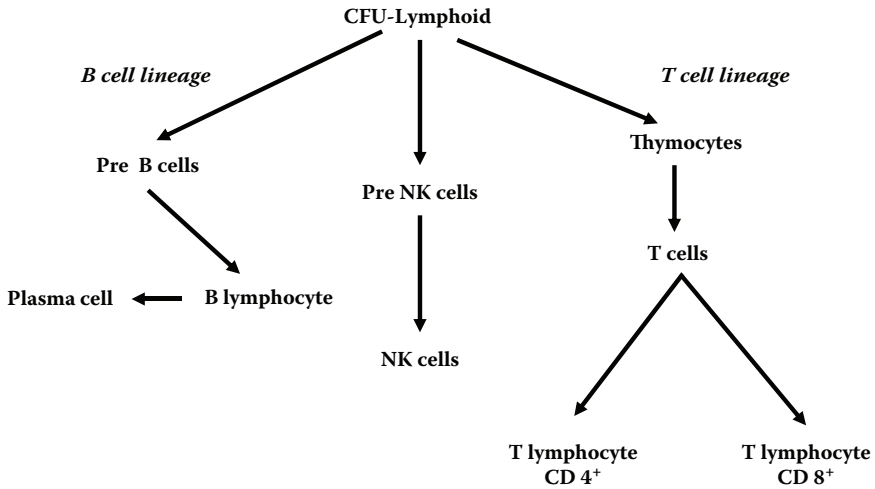 CFU-Lymphoid
B cell lineage
T cell lineage
Thymocytes
Pre B cells
Pre NK cells
T cells
Plasma cell
B lymphocyte
NK cells
T lymphocyte
CD 4⁺
T lymphocyte
CD 8⁺